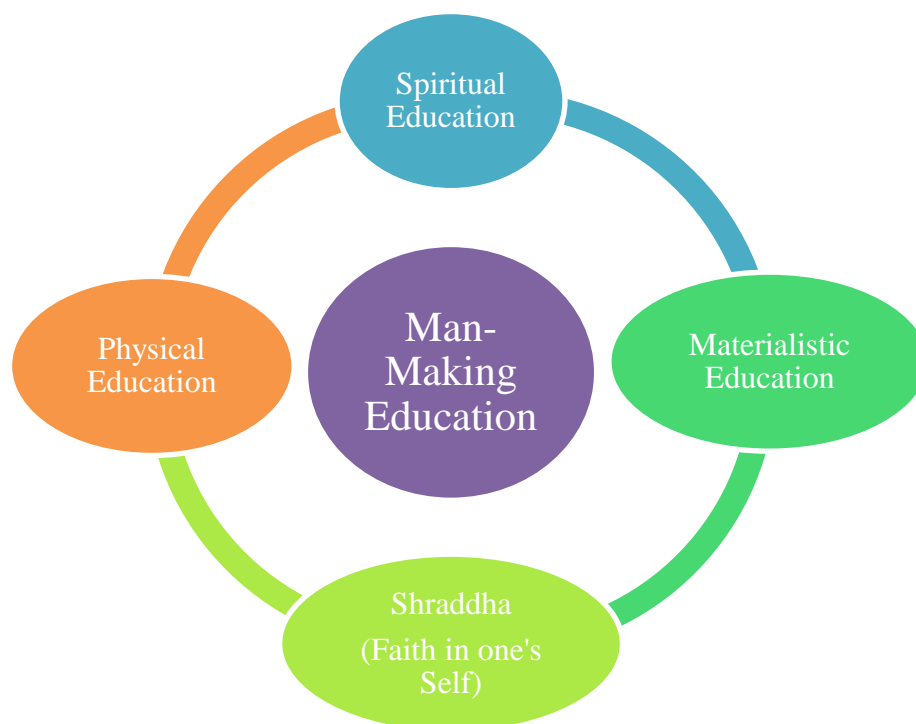 Spiritual
Education
Man-
Making
Education
Physical
Education
Materialistic
Education
Shraddha
(Faith in one's
Self)